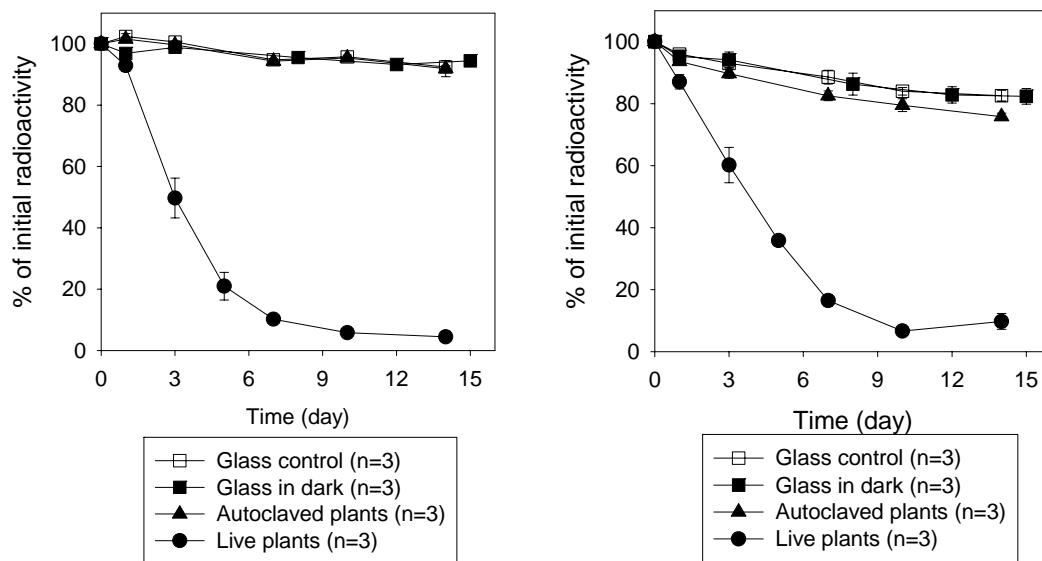 % of initial radioactivity
100
80
60
40
20
0
0 3 6 9 12 15
Time (day)
Glass control (n=3)
Glass in dark (n=3)
Autoclaved plants (n=3)
Live plants (n=3)
% of initial radioactivity
100
80
60
40
20
0
0 3 6 9 12 15
Time (day)
Glass control (n=3)
Glass in dark (n=3)
Autoclaved plants (n=3)
Live plants (n=3)